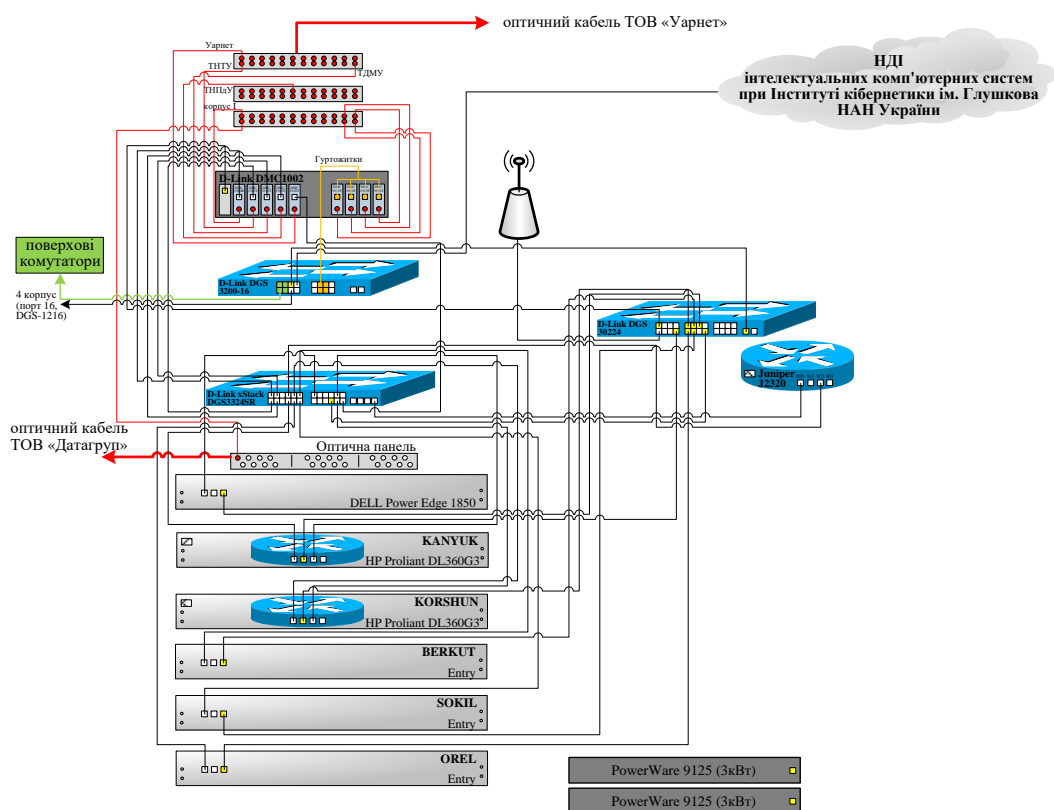 оптичний кабель ТОВ «Уарнет»
Уарнет
ТНТУ
ТДМУ
ТНПдУ
корпус 1
НДІ
інтелектуальних комп'ютерних систем
при Інституті кібернетики ім. Глушкова
НАН України
Гуртожитки
D-Link DMC1002
поверхові
комутатори
4 корпус
(порт 16,
DGS-1216)
D-Link DGS
3200-16
D-Link DGS
30224
Juniper
J2320
D-Link xStack
DGS3324SR
оптичний кабель
ТОВ «Датагруп»
Оптична панель
DELL Power Edge 1850
KANYUK
HP Proliant DL360G3
KORSHUN
HP Proliant DL360G3
BERKUT
Entry
SOKIL
Entry
OREL
Entry
PowerWare 9125 (3кВт)
PowerWare 9125 (3кВт)